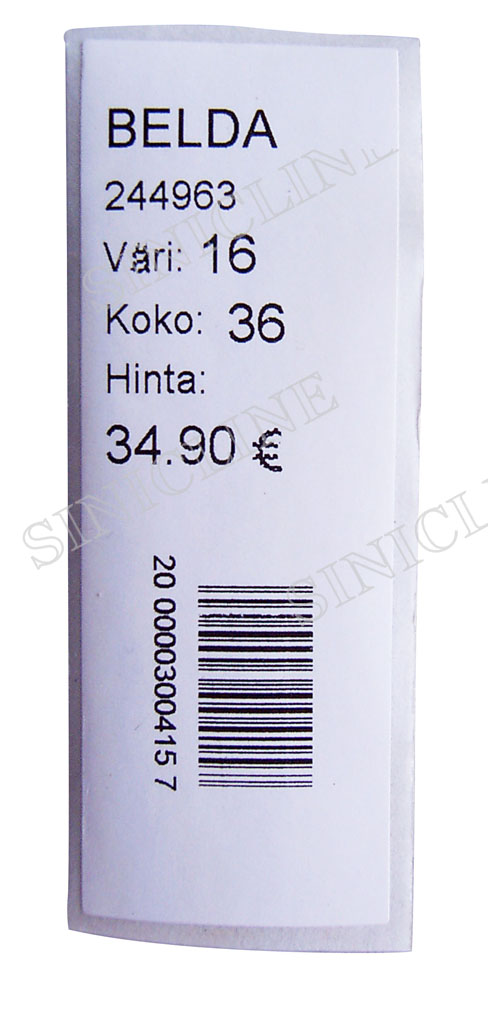 BELDA
244963
Väri: 16
Koko: 36
Hinta:
34.90 €
20 0000300415 7
SINICLINE
SINICLINE
SINICLINE